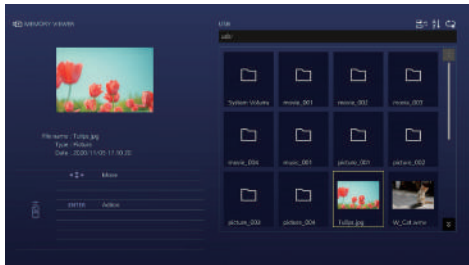 MEMORY VIEWER
USB
usb/
System Volume
movie_001
movie_002
movie_003
movie_004
music_001
picture_001
picture_002
picture_003
picture_004
Tulips.jpg
W_Cat.wmv
File name : Tulips.jpg
Type : Picture
Date : 2020/11/05 17:10:20
Move
ENTER Action